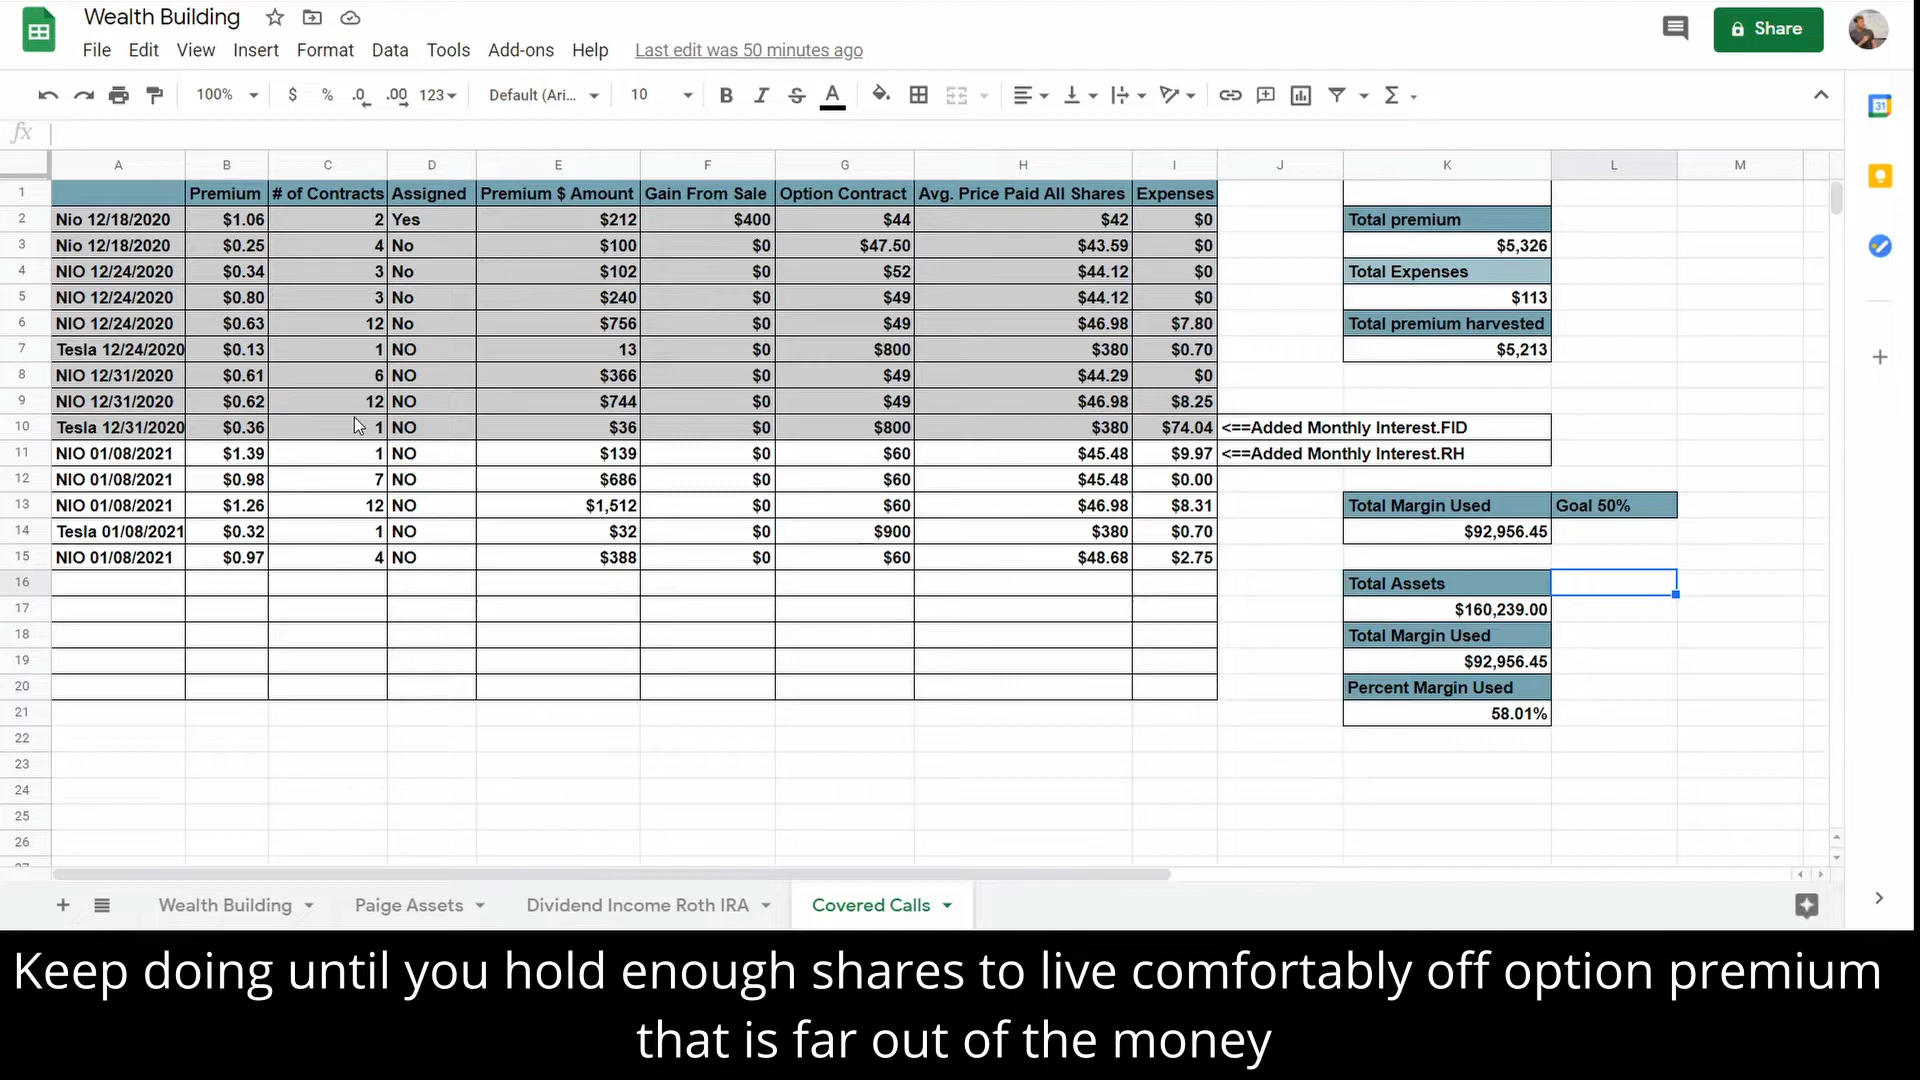 Wealth Building
File Edit View Insert Format Data Tools Add-ons Help Last edit was 50 minutes ago
Share
100% $ % .0 .00 123 Default (Ari... 10 B I S A Σ
31
fx
A B C D E F G H I J K L M
1 Premium # of Contracts Assigned Premium $ Amount Gain From Sale Option Contract Avg. Price Paid All Shares Expenses
2 Nio 12/18/2020 $1.06 2 Yes $212 $400 $44 $42 $0 Total premium
3 Nio 12/18/2020 $0.25 4 No $100 $0 $47.50 $43.59 $0 $5,326
4 NIO 12/24/2020 $0.34 3 No $102 $0 $52 $44.12 $0 Total Expenses
5 NIO 12/24/2020 $0.80 3 No $240 $0 $49 $44.12 $0 $113
6 NIO 12/24/2020 $0.63 12 No $756 $0 $49 $46.98 $7.80 Total premium harvested
7 Tesla 12/24/2020 $0.13 1 NO 13 $0 $800 $380 $0.70 $5,213
8 NIO 12/31/2020 $0.61 6 NO $366 $0 $49 $44.29 $0
9 NIO 12/31/2020 $0.62 12 NO $744 $0 $49 $46.98 $8.25
10 Tesla 12/31/2020 $0.36 1 NO $36 $0 $800 $380 $74.04 <==Added Monthly Interest.FID
11 NIO 01/08/2021 $1.39 1 NO $139 $0 $60 $45.48 $9.97 <==Added Monthly Interest.RH
12 NIO 01/08/2021 $0.98 7 NO $686 $0 $60 $45.48 $0.00
13 NIO 01/08/2021 $1.26 12 NO $1,512 $0 $60 $46.98 $8.31 Total Margin Used Goal 50%
14 Tesla 01/08/2021 $0.32 1 NO $32 $0 $900 $380 $0.70 $92,956.45
15 NIO 01/08/2021 $0.97 4 NO $388 $0 $60 $48.68 $2.75
16 Total Assets
17 $160,239.00
18 Total Margin Used
19 $92,956.45
20 Percent Margin Used
21 58.01%
22
23
24
25
26
Wealth Building Paige Assets Dividend Income Roth IRA Covered Calls
Keep doing until you hold enough shares to live comfortably off option premium
that is far out of the money